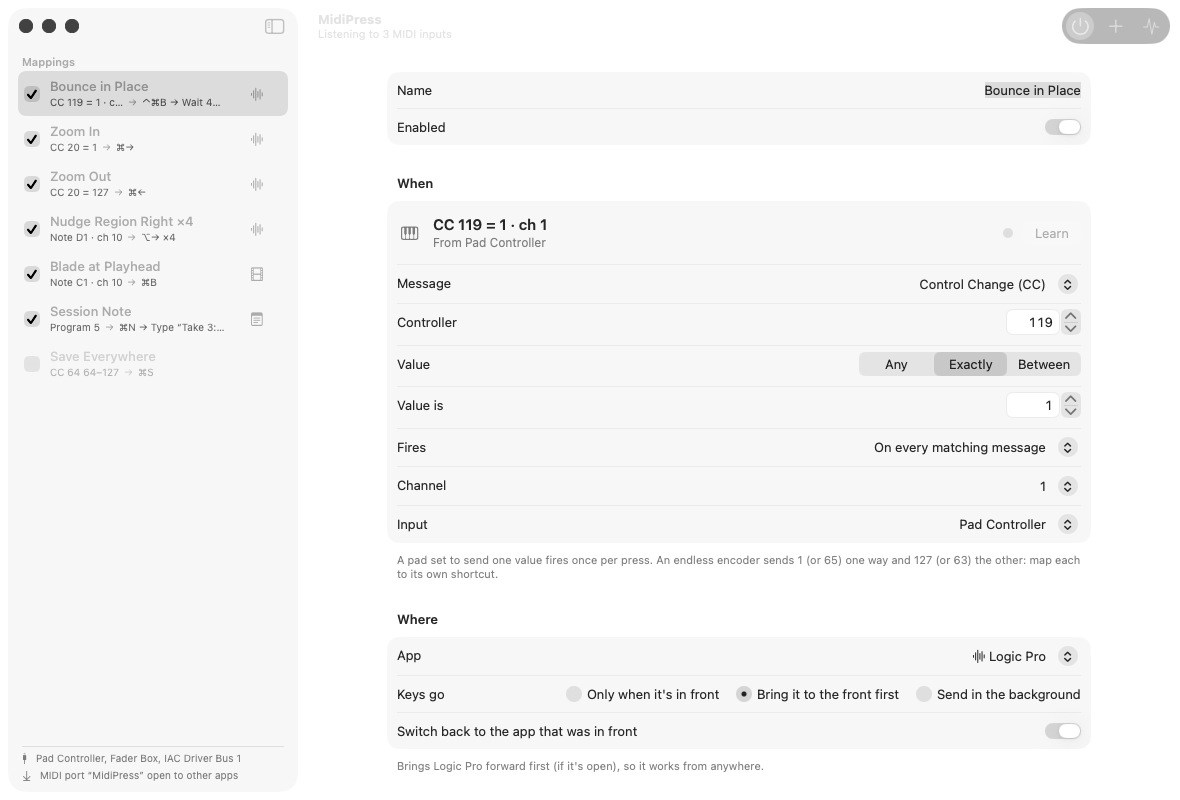 MidiPress
Listening to 3 MIDI inputs
Mappings
Bounce in Place
CC 119 = 1 · c... → ^⌘B → Wait 4...
Zoom In
CC 20 = 1 → ⌘→
Zoom Out
CC 20 = 127 → ⌘←
Nudge Region Right ×4
Note D1 · ch 10 → ⌥→ ×4
Blade at Playhead
Note C1 · ch 10 → ⌘B
Session Note
Program 5 → ⌘N → Type “Take 3:...
Save Everywhere
CC 64 64–127 → ⌘S
Pad Controller, Fader Box, IAC Driver Bus 1
MIDI port “MidiPress” open to other apps
Name Bounce in Place
Enabled
When
CC 119 = 1 · ch 1
From Pad Controller
Learn
Message Control Change (CC)
Controller 119
Value Any Exactly Between
Value is 1
Fires On every matching message
Channel 1
Input Pad Controller
A pad set to send one value fires once per press. An endless encoder sends 1 (or 65) one way and 127 (or 63) the other: map each
to its own shortcut.
Where
App Logic Pro
Keys go Only when it's in front Bring it to the front first Send in the background
Switch back to the app that was in front
Brings Logic Pro forward first (if it's open), so it works from anywhere.